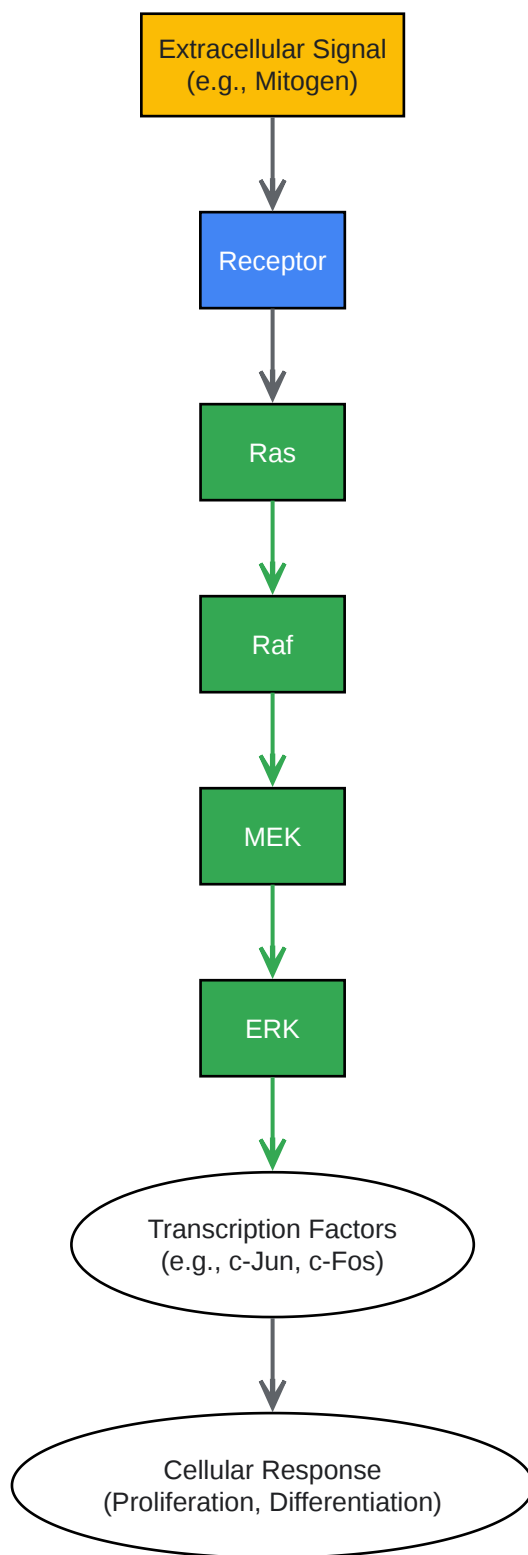 Extracellular Signal
(e.g., Mitogen)
Receptor
Ras
Raf
MEK
ERK
Transcription Factors
(e.g., c-Jun, c-Fos)
Cellular Response
(Proliferation, Differentiation)